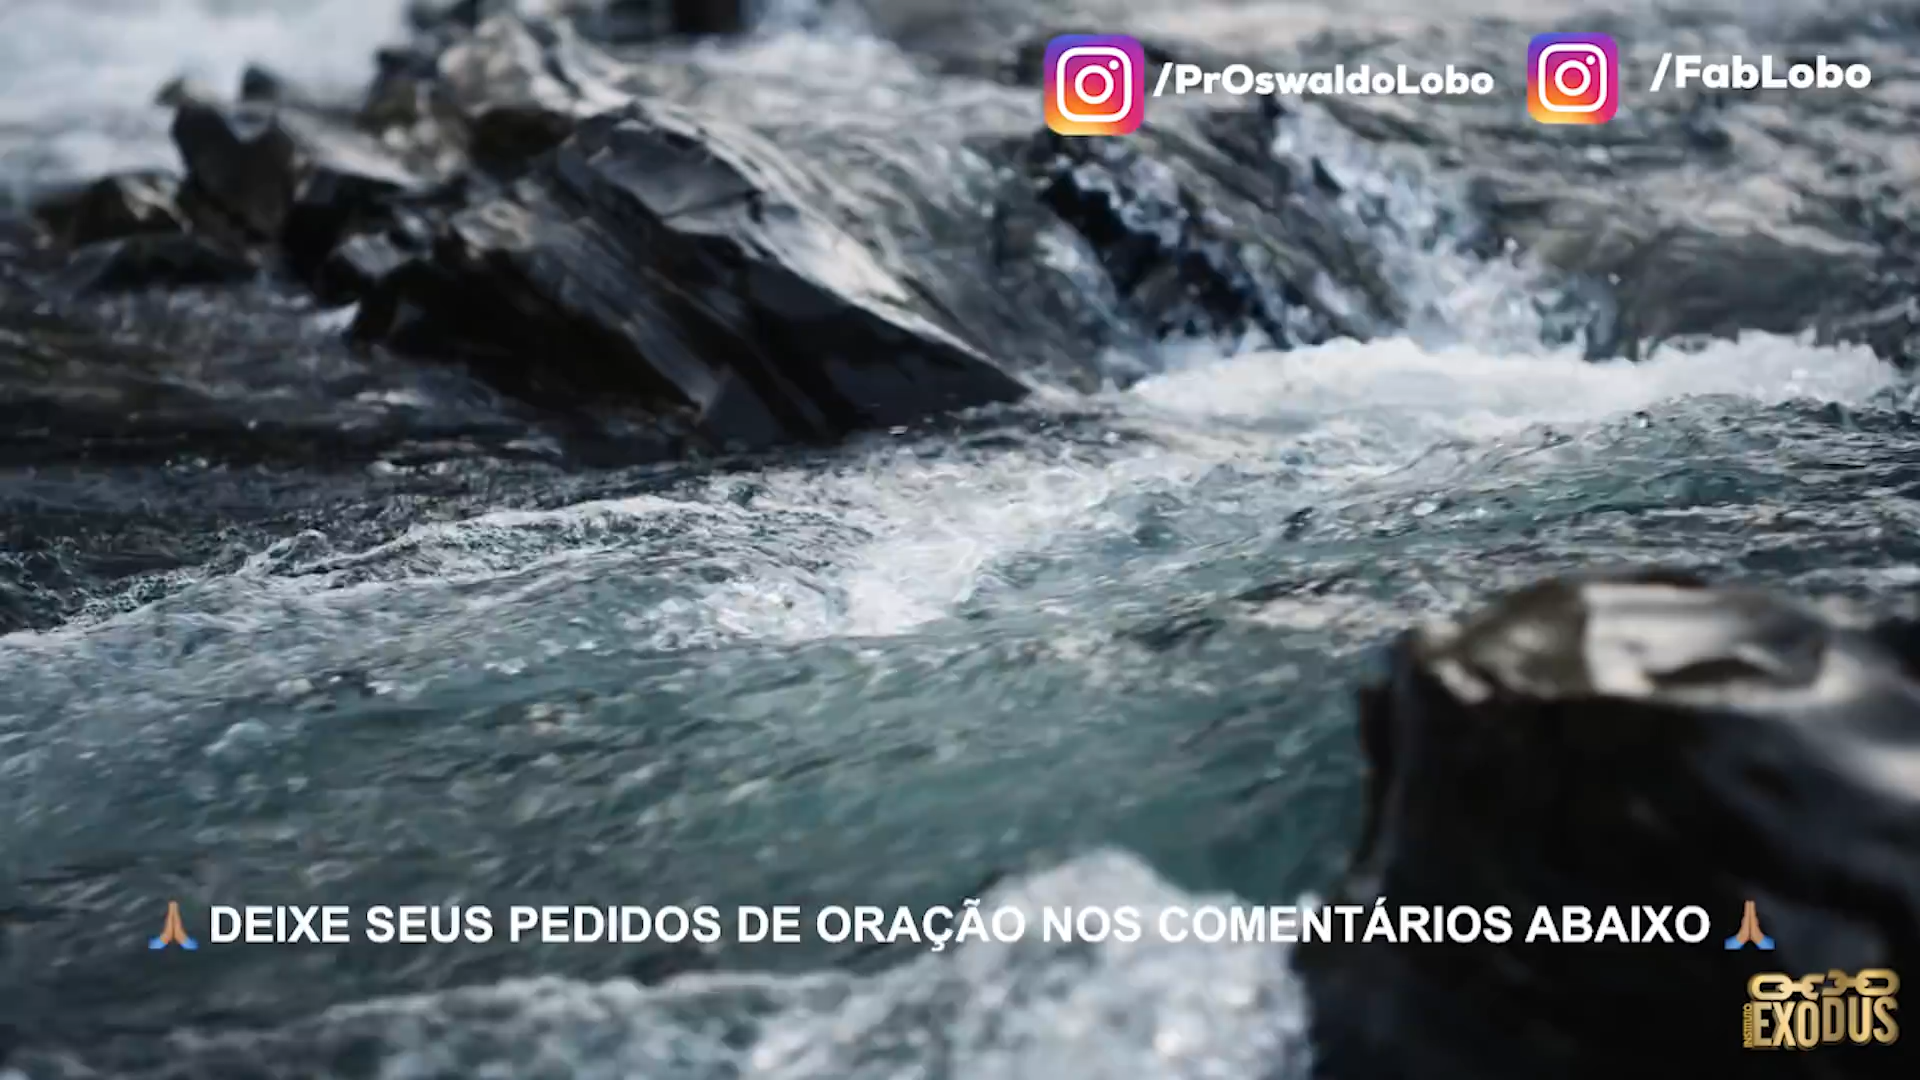 /PrOswaldoLobo
/FabLobo
🙏🏽 DEIXE SEUS PEDIDOS DE ORAÇÃO NOS COMENTÁRIOS ABAIXO 🙏🏽
INSTITUTO
EXODUS